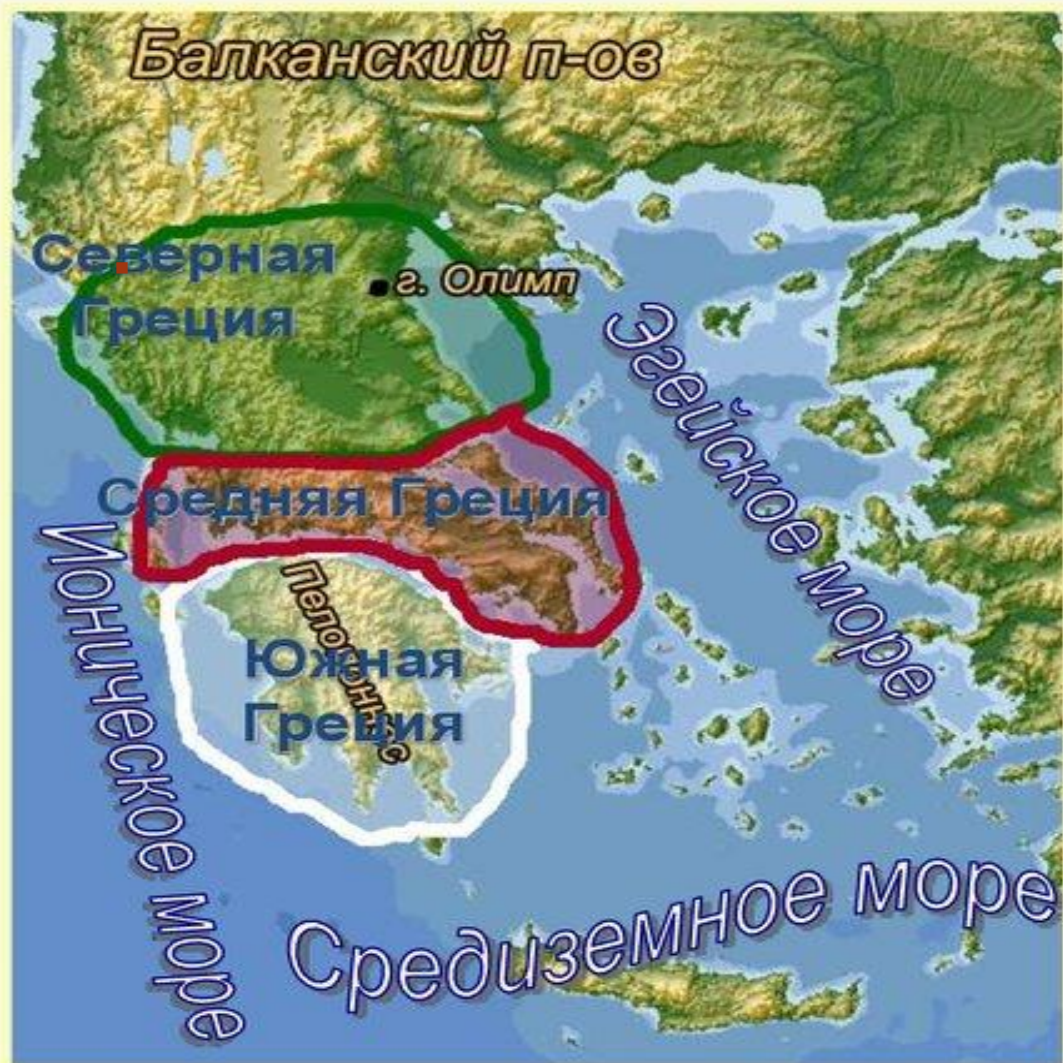 Балканский п-ов
Северная
Греция
г. Олимп
Эгейское море
Средняя Греция
Ионическое море
Пелопоннес
Южная
Греция
Средиземное море